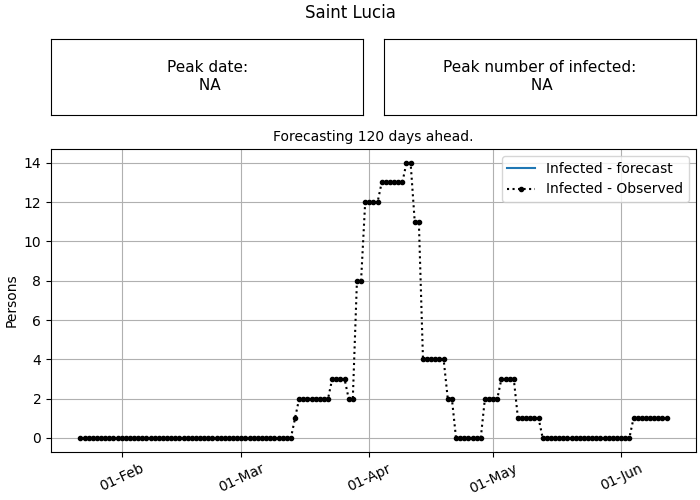 Saint Lucia
Peak date:
NA
Peak number of infected:
NA
Forecasting 120 days ahead.
Infected - forecast
Infected - Observed
Persons
14
12
10
8
6
4
2
0
01-Feb
01-Mar
01-Apr
01-May
01-Jun